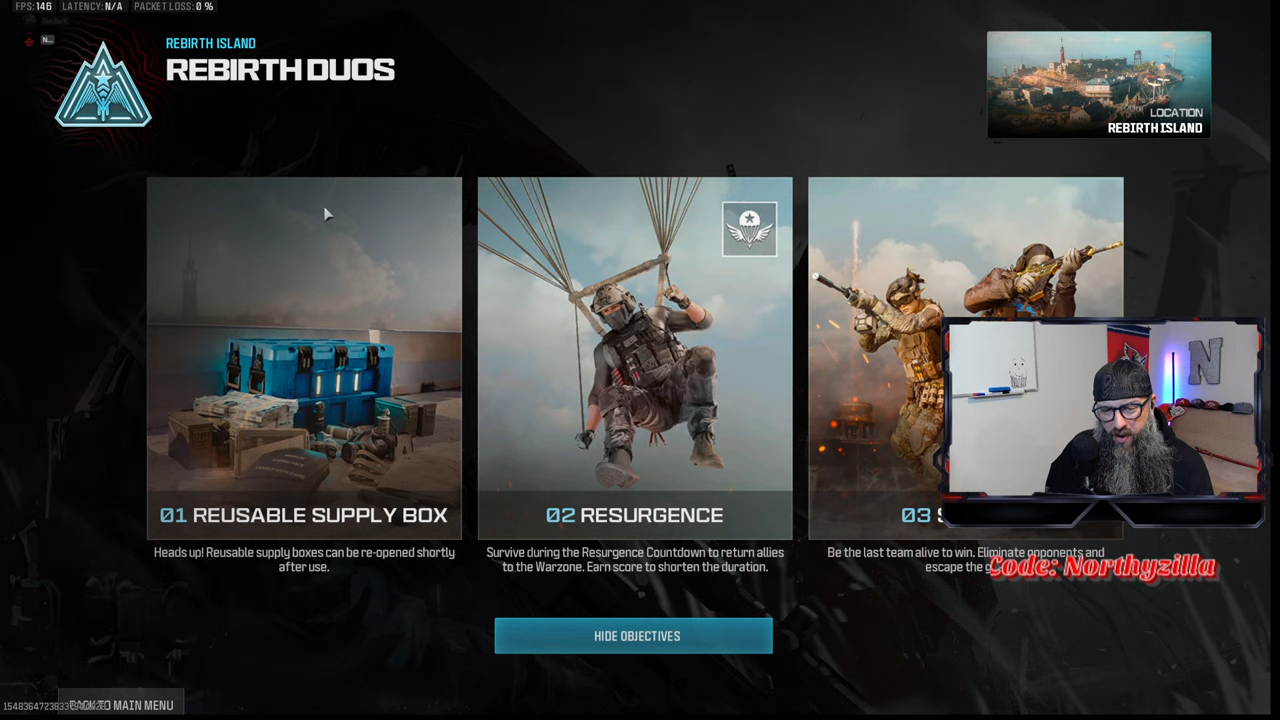 FPS: 146 LATENCY: N/A PACKET LOSS: 0 %
N...
REBIRTH ISLAND
REBIRTH DUOS
LOCATION
REBIRTH ISLAND
N
01 REUSABLE SUPPLY BOX
02 RESURGENCE
03 S
Heads up! Reusable supply boxes can be re-opened shortly
after use.
Survive during the Resurgence Countdown to return allies
to the Warzone. Earn score to shorten the duration.
Be the last team alive to win. Eliminate opponents and
escape the g
Code: Northyzilla
HIDE OBJECTIVES
BACK TO MAIN MENU